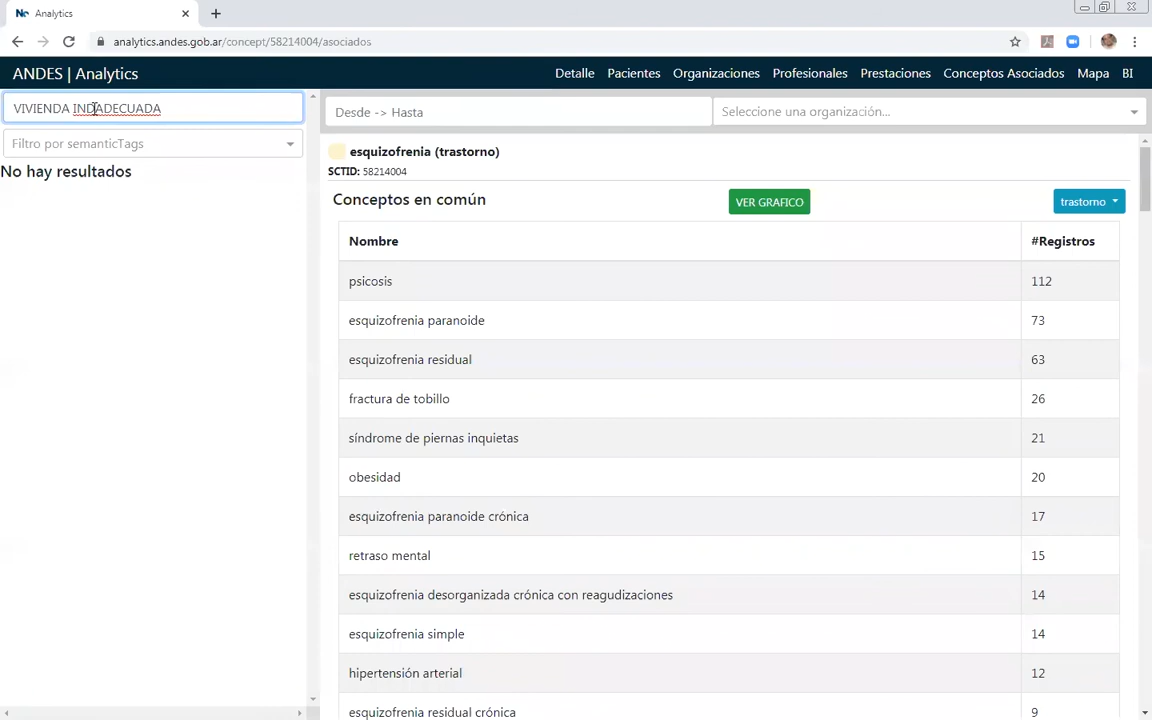 Analytics
analytics.andes.gob.ar/concept/58214004/asociados
ANDES | Analytics
Detalle Pacientes Organizaciones Profesionales Prestaciones Conceptos Asociados Mapa BI
VIVIENDA INDADECUADA
Desde -> Hasta
Seleccione una organización...
Filtro por semanticTags
No hay resultados
esquizofrenia (trastorno)
SCTID: 58214004
Conceptos en común
VER GRAFICO
trastorno
Nombre #Registros
psicosis 112
esquizofrenia paranoide 73
esquizofrenia residual 63
fractura de tobillo 26
síndrome de piernas inquietas 21
obesidad 20
esquizofrenia paranoide crónica 17
retraso mental 15
esquizofrenia desorganizada crónica con reagudizaciones 14
esquizofrenia simple 14
hipertensión arterial 12
esquizofrenia residual crónica 9